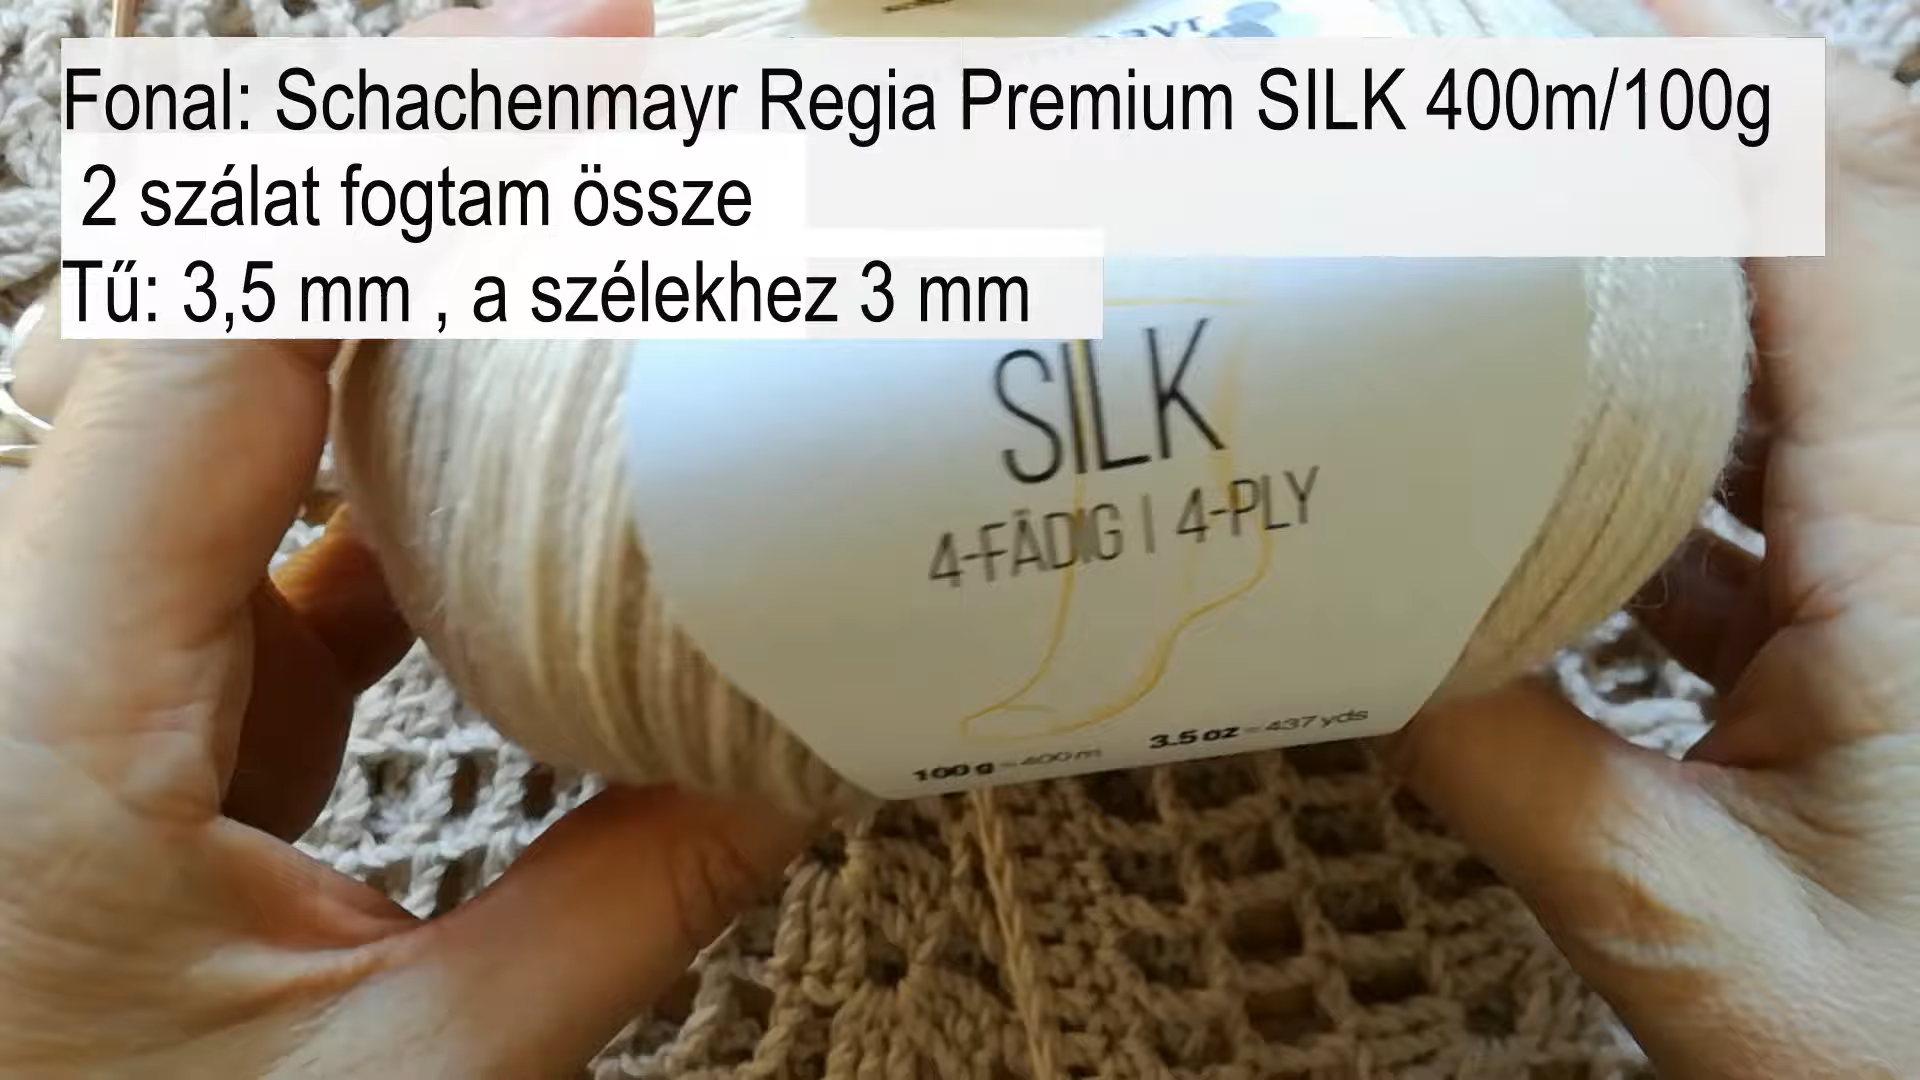 Fonal: Schachenmayr Regia Premium SILK 400m/100g
2 szálat fogtam össze
Tű: 3,5 mm , a szélekhez 3 mm
SILK
4-FÄDIG | 4-PLY
100 g = 400 m 3.5 oz = 437 yds